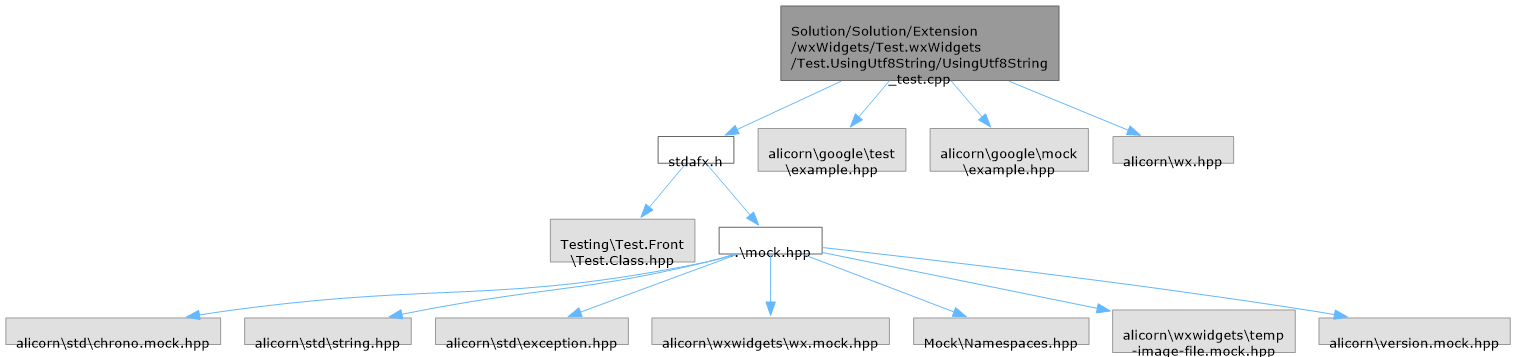 Solution/Solution/Extension
/wxWidgets/Test.wxWidgets
/Test.UsingUtf8String/UsingUtf8String
_test.cpp
stdafx.h
alicorn\google\test
\example.hpp
alicorn\google\mock
\example.hpp
alicorn\wx.hpp
Testing\Test.Front
\Test.Class.hpp
.\mock.hpp
alicorn\std\chrono.mock.hpp
alicorn\std\string.hpp
alicorn\std\exception.hpp
alicorn\wxwidgets\wx.mock.hpp
Mock\Namespaces.hpp
alicorn\wxwidgets\temp
-image-file.mock.hpp
alicorn\version.mock.hpp